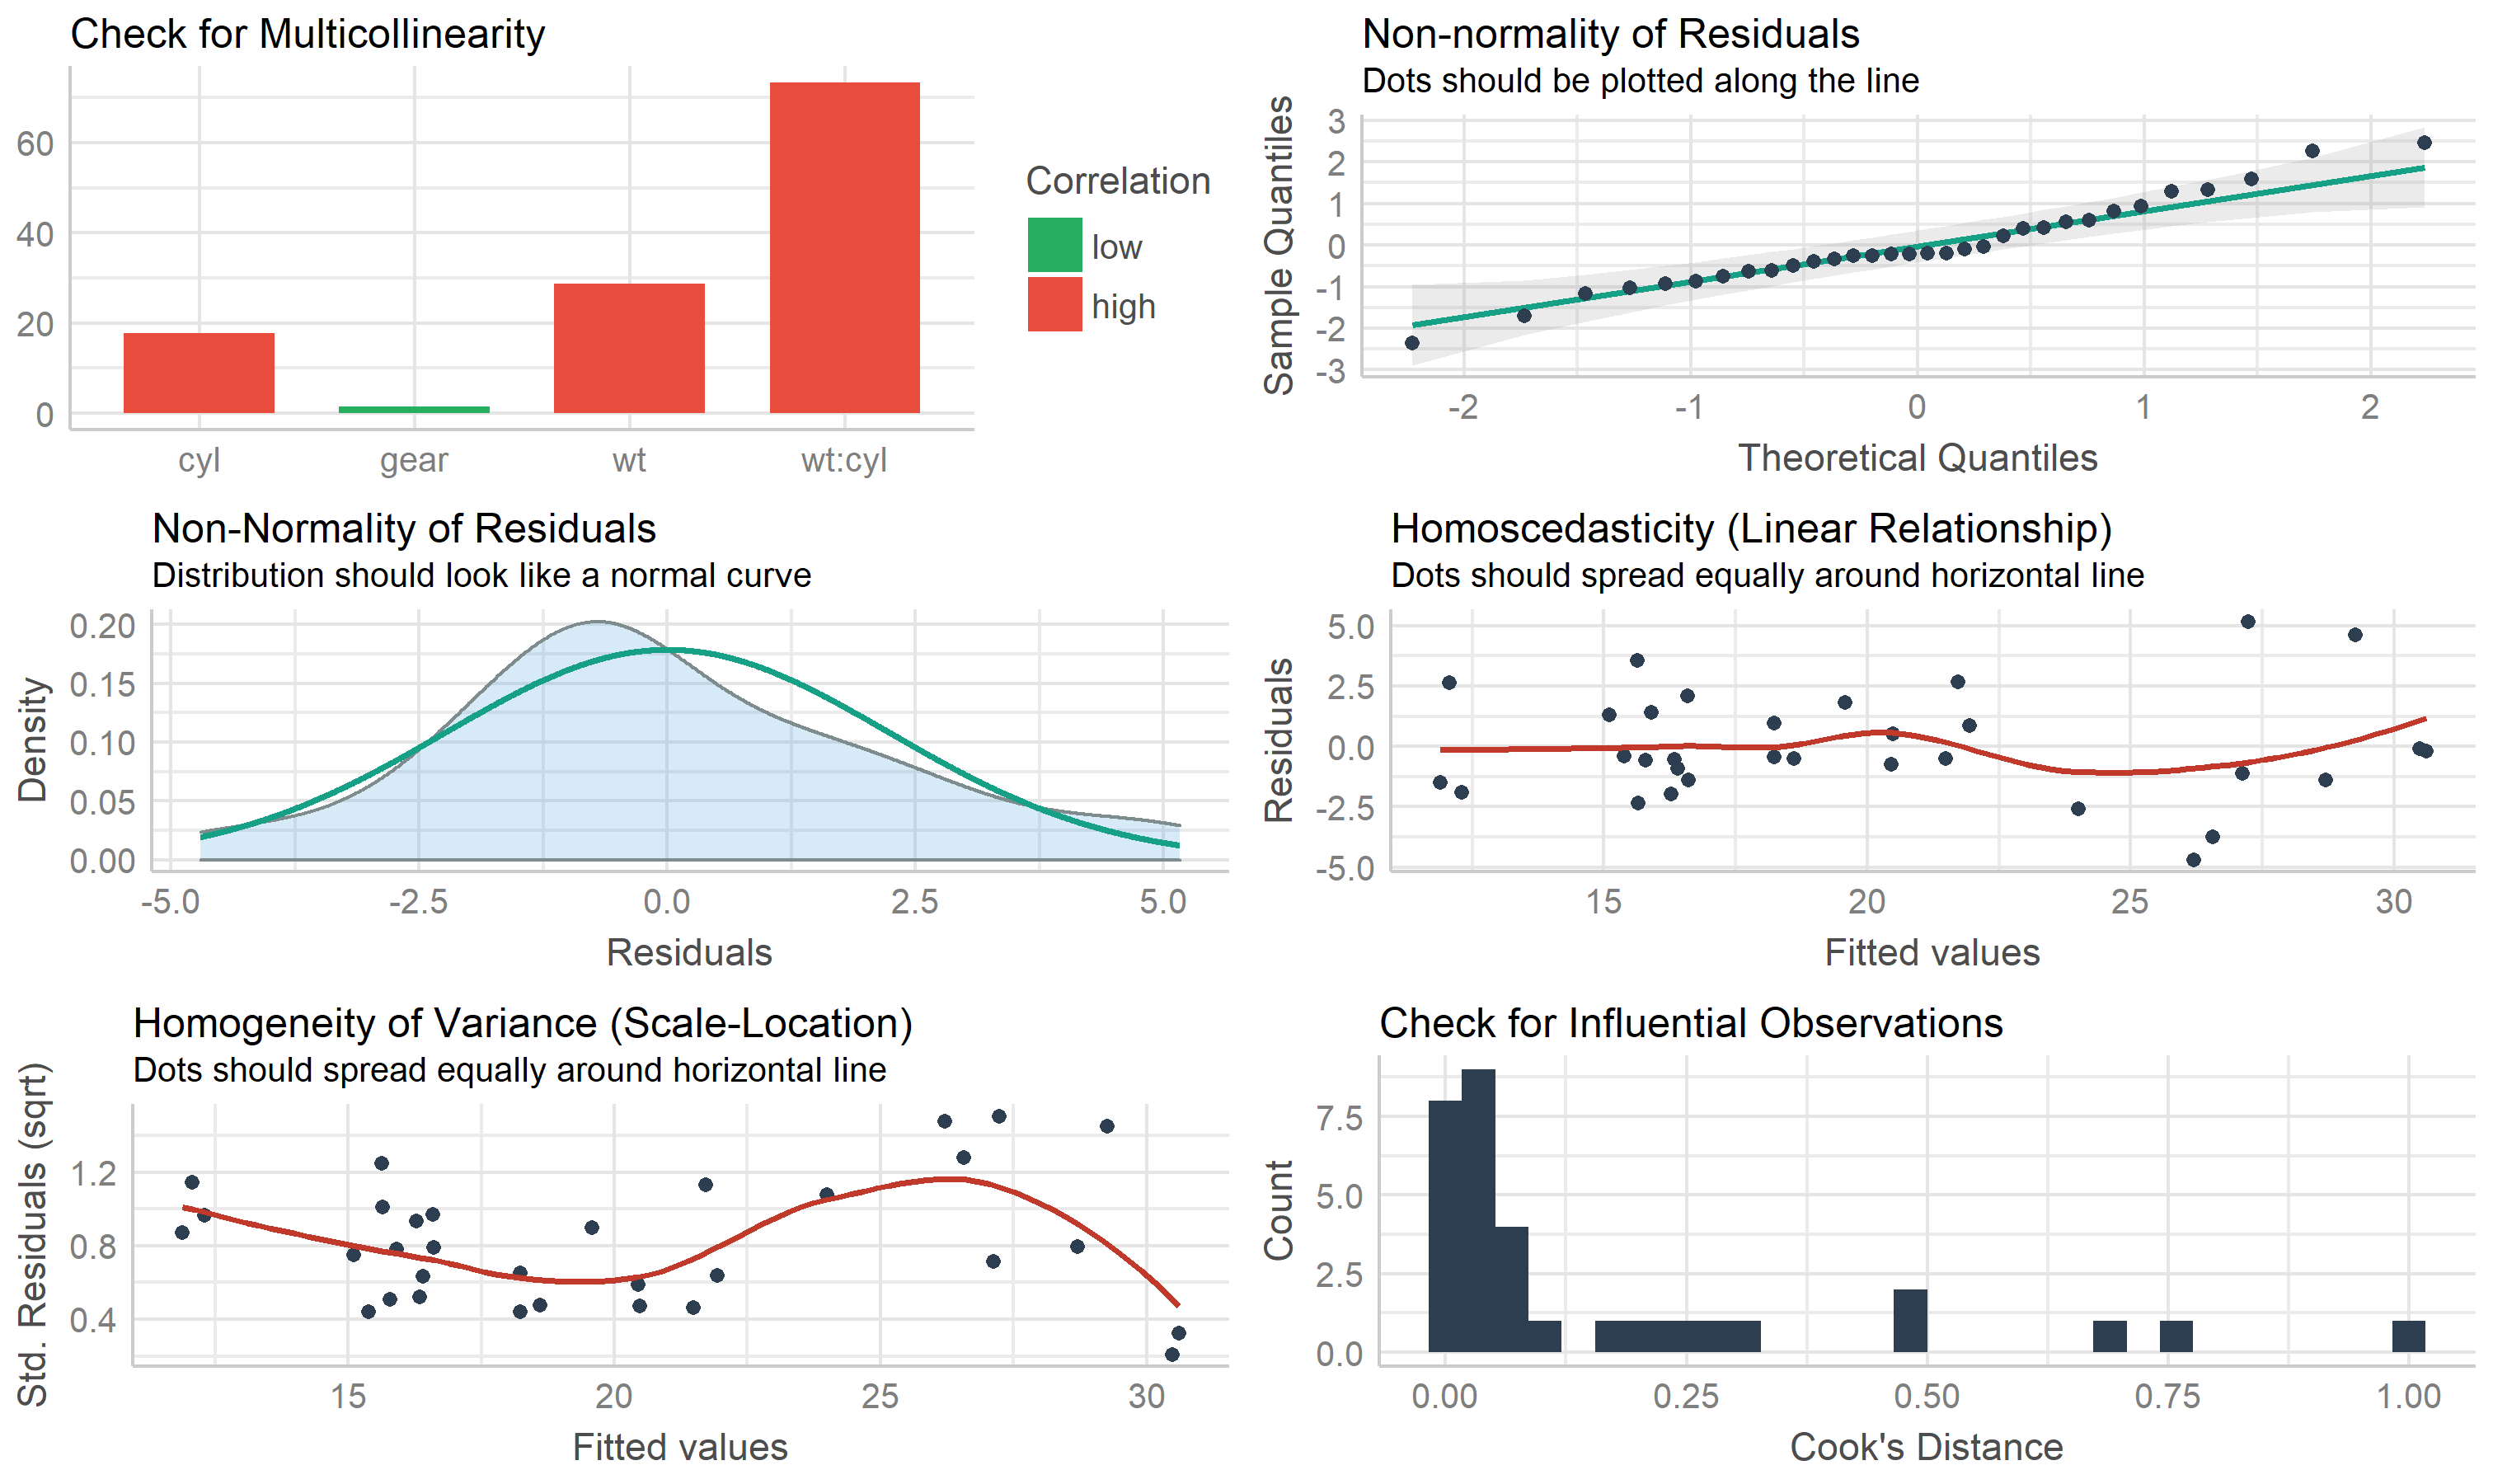 Check for Multicollinearity
60
40
20
0
cyl gear wt wt:cyl
Correlation
low
high
Non-normality of Residuals
Dots should be plotted along the line
Sample Quantiles
3
2
1
0
-1
-2
-3
-2 -1 0 1 2
Theoretical Quantiles
Non-Normality of Residuals
Distribution should look like a normal curve
Density
0.20
0.15
0.10
0.05
0.00
-5.0 -2.5 0.0 2.5 5.0
Residuals
Homoscedasticity (Linear Relationship)
Dots should spread equally around horizontal line
Residuals
5.0
2.5
0.0
-2.5
-5.0
15 20 25 30
Fitted values
Homogeneity of Variance (Scale-Location)
Dots should spread equally around horizontal line
Std. Residuals (sqrt)
1.2
0.8
0.4
15 20 25 30
Fitted values
Check for Influential Observations
Count
7.5
5.0
2.5
0.0
0.00 0.25 0.50 0.75 1.00
Cook's Distance